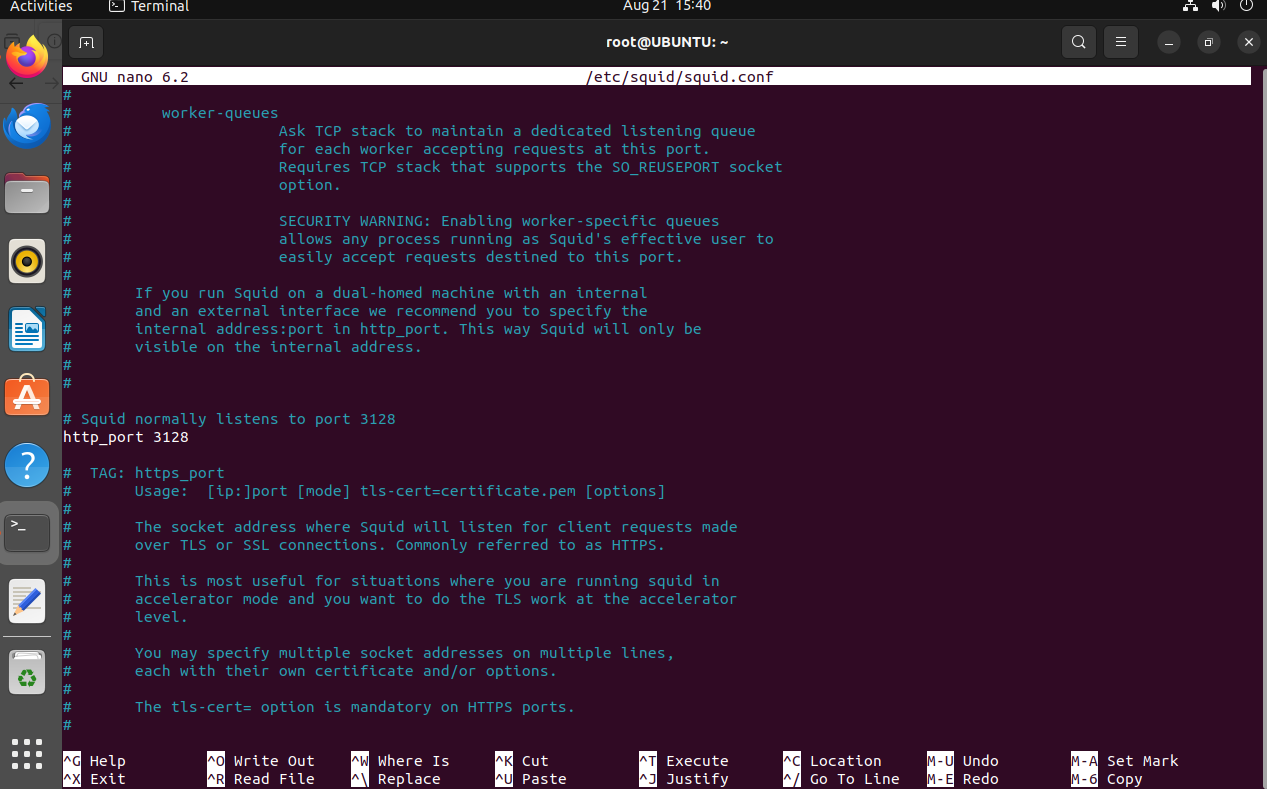 Activities Terminal Aug 21 15:40
root@UBUNTU: ~
GNU nano 6.2 /etc/squid/squid.conf
#
# worker-queues
# Ask TCP stack to maintain a dedicated listening queue
# for each worker accepting requests at this port.
# Requires TCP stack that supports the SO_REUSEPORT socket
# option.
#
# SECURITY WARNING: Enabling worker-specific queues
# allows any process running as Squid's effective user to
# easily accept requests destined to this port.
#
# If you run Squid on a dual-homed machine with an internal
# and an external interface we recommend you to specify the
# internal address:port in http_port. This way Squid will only be
# visible on the internal address.
#
#
# Squid normally listens to port 3128
http_port 3128
# TAG: https_port
# Usage: [ip:]port [mode] tls-cert=certificate.pem [options]
#
# The socket address where Squid will listen for client requests made
# over TLS or SSL connections. Commonly referred to as HTTPS.
#
# This is most useful for situations where you are running squid in
# accelerator mode and you want to do the TLS work at the accelerator
# level.
#
# You may specify multiple socket addresses on multiple lines,
# each with their own certificate and/or options.
#
# The tls-cert= option is mandatory on HTTPS ports.
#
^G Help ^O Write Out ^W Where Is ^K Cut ^T Execute ^C Location M-U Undo M-A Set Mark
^X Exit ^R Read File ^\ Replace ^U Paste ^J Justify ^/ Go To Line M-E Redo M-6 Copy